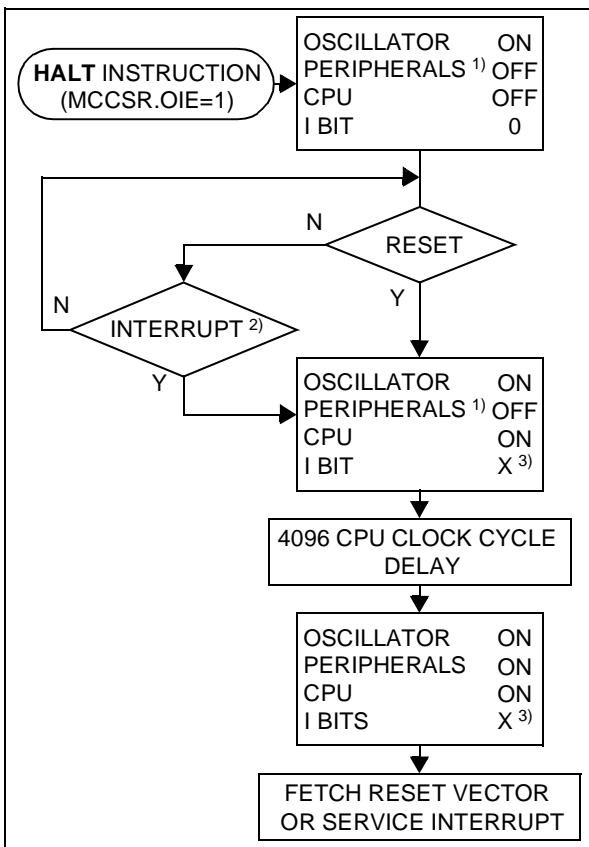 HALT INSTRUCTION
(MCCSR.OIE=1)
OSCILLATOR ON
PERIPHERALS 1) OFF
CPU OFF
I BIT 0
N
RESET
Y
N
INTERRUPT 2)
Y
OSCILLATOR ON
PERIPHERALS 1) OFF
CPU ON
I BIT X 3)
4096 CPU CLOCK CYCLE
DELAY
OSCILLATOR ON
PERIPHERALS ON
CPU ON
I BITS X 3)
FETCH RESET VECTOR
OR SERVICE INTERRUPT